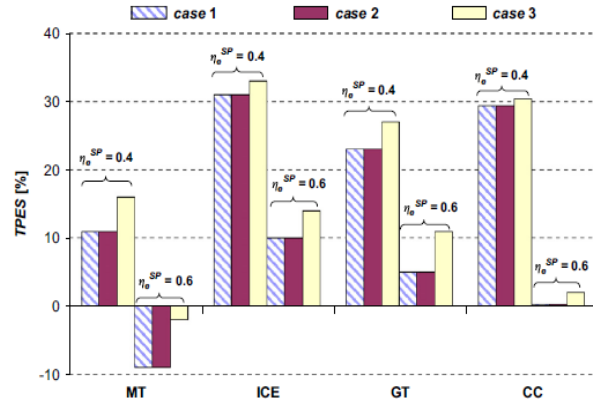 case 1 case 2 case 3
TPES [%]
40
30
20
10
0
-10
ηₑˢᴾ = 0.4
ηₑˢᴾ = 0.6
ηₑˢᴾ = 0.4
ηₑˢᴾ = 0.6
ηₑˢᴾ = 0.4
ηₑˢᴾ = 0.6
ηₑˢᴾ = 0.4
ηₑˢᴾ = 0.6
MT ICE GT CC